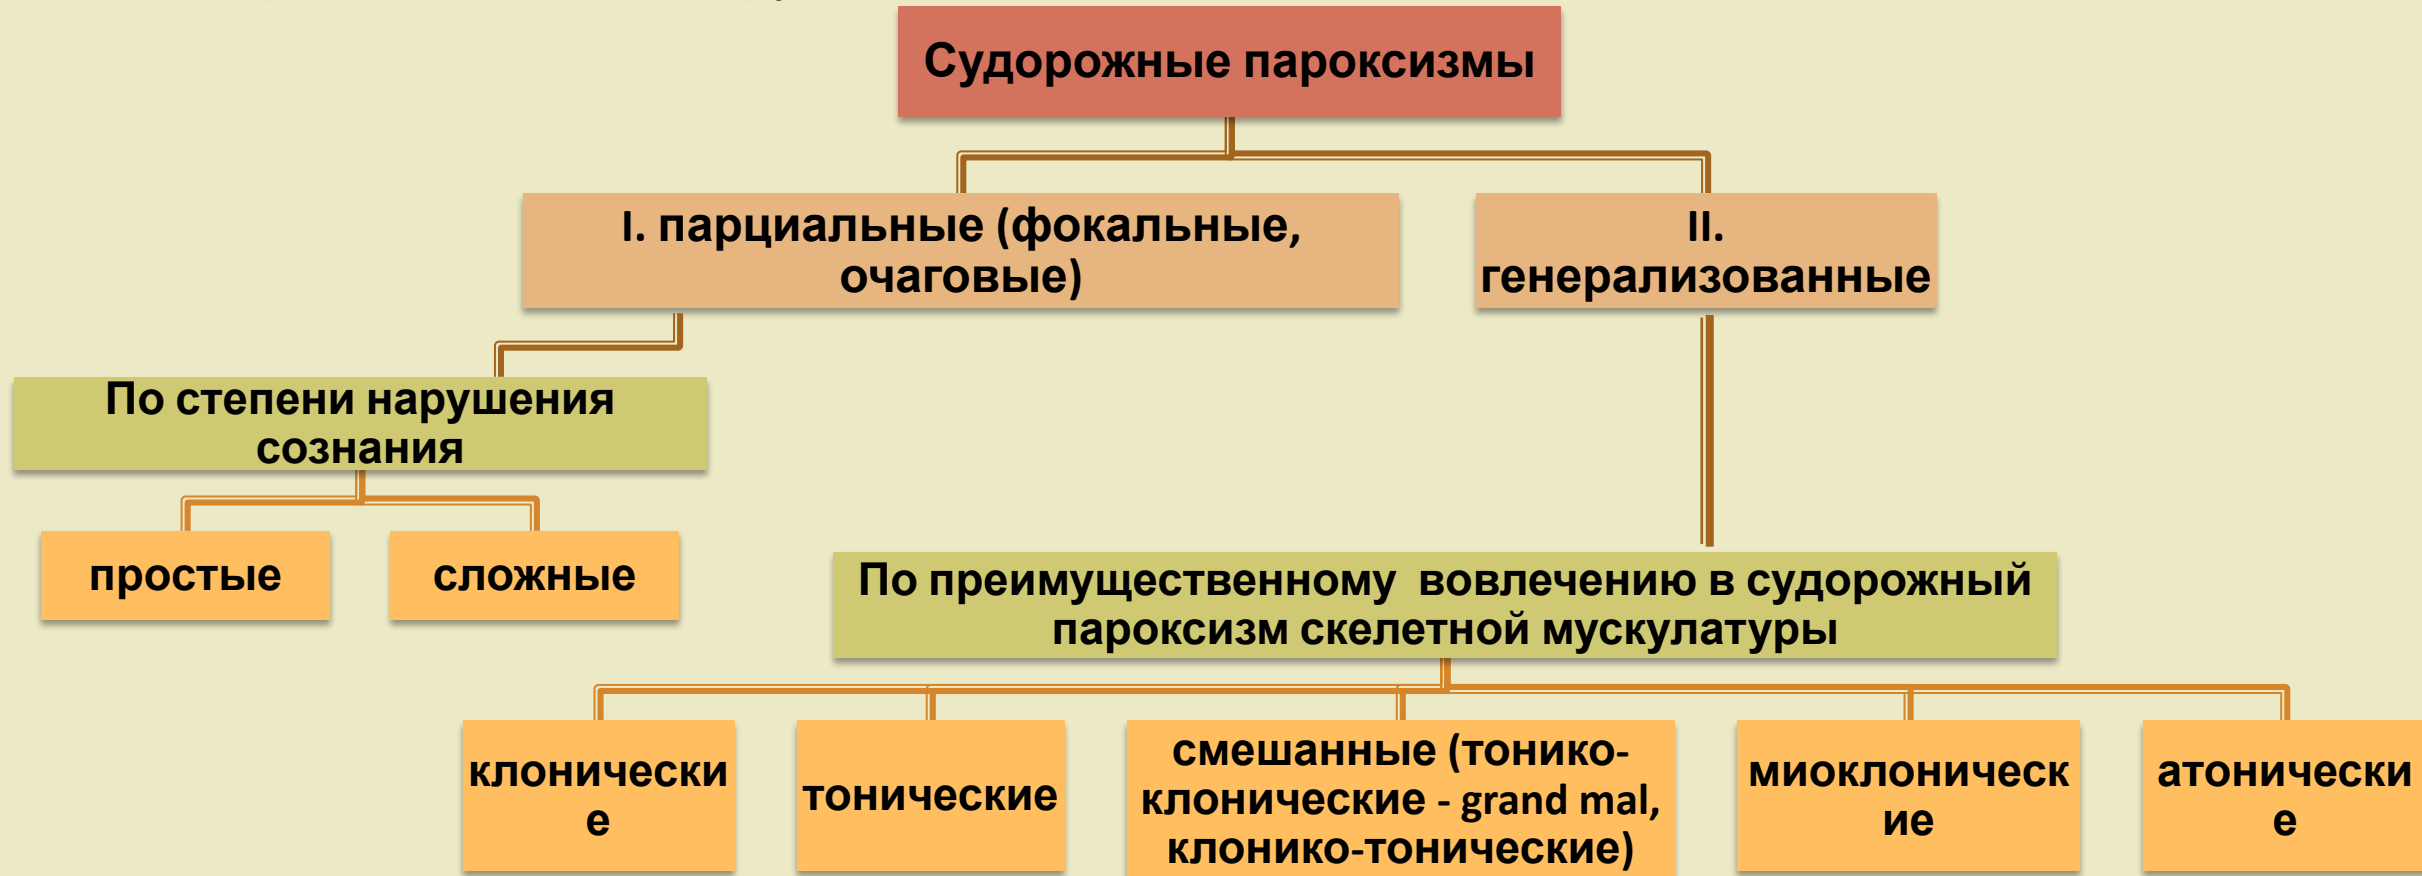 Судорожные пароксизмы
I. парциальные (фокальные,
очаговые)
II.
генерализованные
По степени нарушения
сознания
простые
сложные
По преимущественному вовлечению в судорожный
пароксизм скелетной мускулатуры
клонически
е
тонические
смешанные (тонико-
клонические - grand mal,
клонико-тонические)
миоклоническ
ие
атонически
е